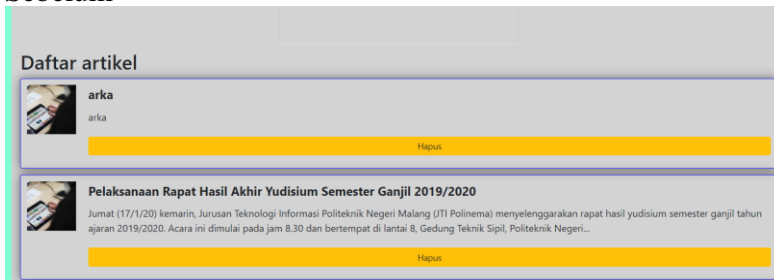 Daftar artikel
arka
arka
Hapus
Pelaksanaan Rapat Hasil Akhir Yudisium Semester Ganjil 2019/2020
Jumat (17/1/20) kemarin, Jurusan Teknologi Informasi Politeknik Negeri Malang (JTI Polinema) menyelenggarakan rapat hasil yudisium semester ganjil tahun
ajaran 2019/2020. Acara ini dimulai pada jam 8.30 dan bertempat di lantai 8, Gedung Teknik Sipil, Politeknik Negeri...
Hapus